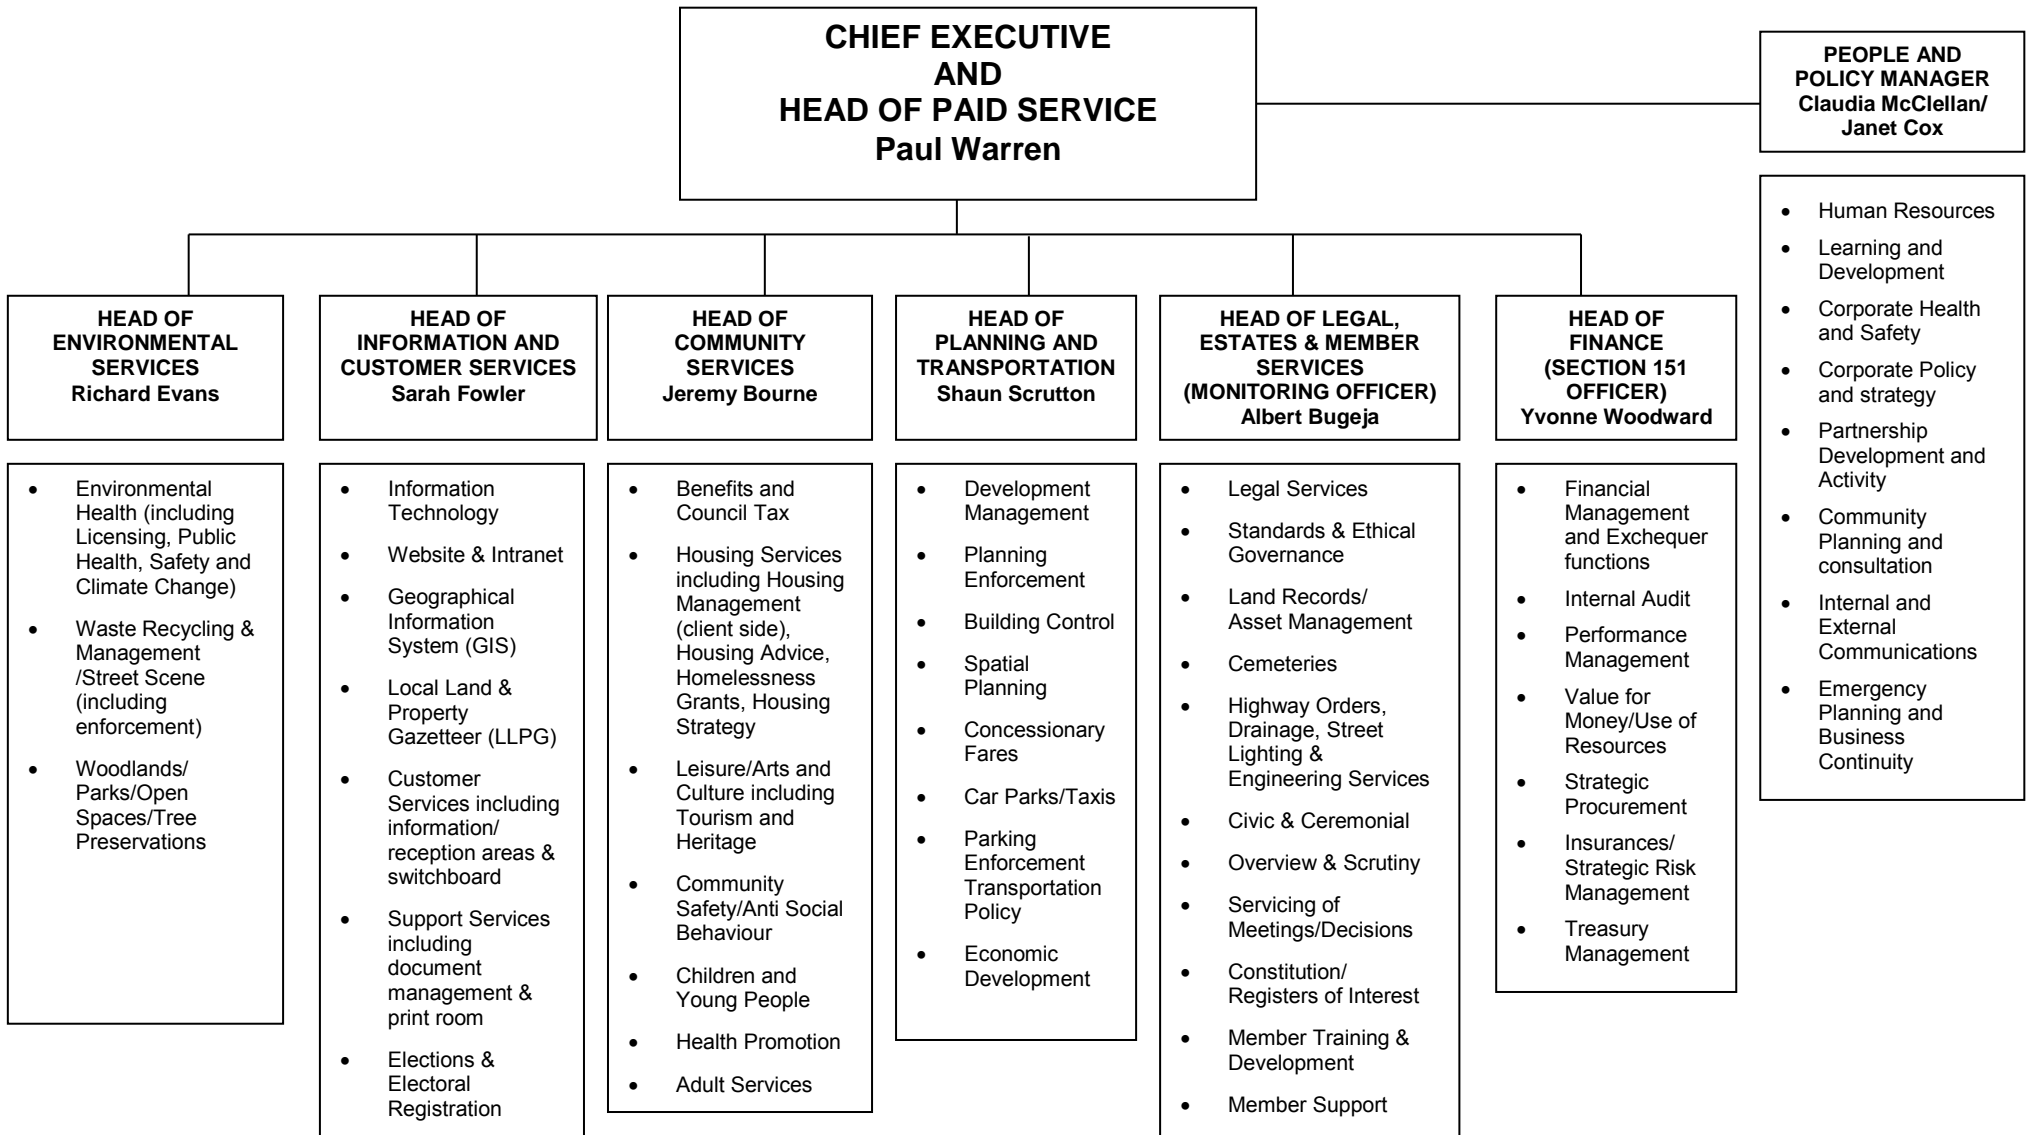 CHIEF EXECUTIVE
AND
HEAD OF PAID SERVICE
Paul Warren
PEOPLE AND
POLICY MANAGER
Claudia McClellan/
Janet Cox
• Human Resources
• Learning and
Development
• Corporate Health
and Safety
• Corporate Policy
and strategy
• Partnership
Development and
Activity
• Community
Planning and
consultation
• Internal and
External
Communications
• Emergency
Planning and
Business
Continuity
HEAD OF
ENVIRONMENTAL
SERVICES
Richard Evans
• Environmental
Health (including
Licensing, Public
Health, Safety and
Climate Change)
• Waste Recycling &
Management
/Street Scene
(including
enforcement)
• Woodlands/
Parks/Open
Spaces/Tree
Preservations
HEAD OF
INFORMATION AND
CUSTOMER SERVICES
Sarah Fowler
• Information
Technology
• Website & Intranet
• Geographical
Information
System (GIS)
• Local Land &
Property
Gazetteer (LLPG)
• Customer
Services including
information/
reception areas &
switchboard
• Support Services
including
document
management &
print room
• Elections &
Electoral
Registration
HEAD OF
COMMUNITY
SERVICES
Jeremy Bourne
• Benefits and
Council Tax
• Housing Services
including Housing
Management
(client side),
Housing Advice,
Homelessness
Grants, Housing
Strategy
• Leisure/Arts and
Culture including
Tourism and
Heritage
• Community
Safety/Anti Social
Behaviour
• Children and
Young People
• Health Promotion
• Adult Services
HEAD OF
PLANNING AND
TRANSPORTATION
Shaun Scrutton
• Development
Management
• Planning
Enforcement
• Building Control
• Spatial
Planning
• Concessionary
Fares
• Car Parks/Taxis
• Parking
Enforcement
Transportation
Policy
• Economic
Development
HEAD OF LEGAL,
ESTATES & MEMBER
SERVICES
(MONITORING OFFICER)
Albert Bugeja
• Legal Services
• Standards & Ethical
Governance
• Land Records/
Asset Management
• Cemeteries
• Highway Orders,
Drainage, Street
Lighting &
Engineering Services
• Civic & Ceremonial
• Overview & Scrutiny
• Servicing of
Meetings/Decisions
• Constitution/
Registers of Interest
• Member Training &
Development
• Member Support
HEAD OF
FINANCE
(SECTION 151
OFFICER)
Yvonne Woodward
• Financial
Management
and Exchequer
functions
• Internal Audit
• Performance
Management
• Value for
Money/Use of
Resources
• Strategic
Procurement
• Insurances/
Strategic Risk
Management
• Treasury
Management